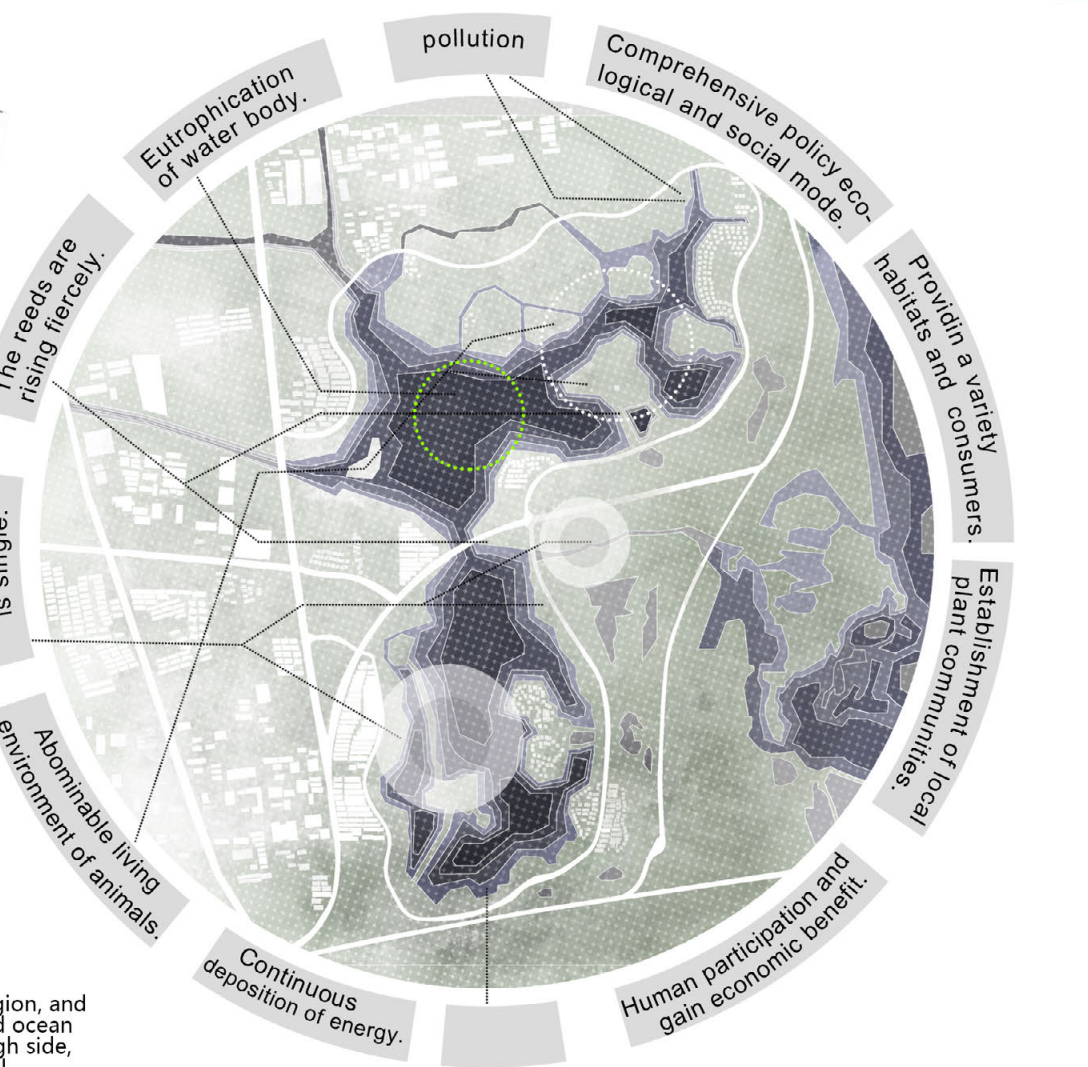 pollution
Comprehensive policy eco-
logical and social mode.
Providin a variety
habitats and consumers.
Establishment of local
plant communities.
Human participation and
gain economic benefit.
Continuous
deposition of energy.
Abominable living
environment of animals.
is single.
The reeds are
rising fiercely.
Eutrophication
of water body.
gion, and
d ocean
gh side,